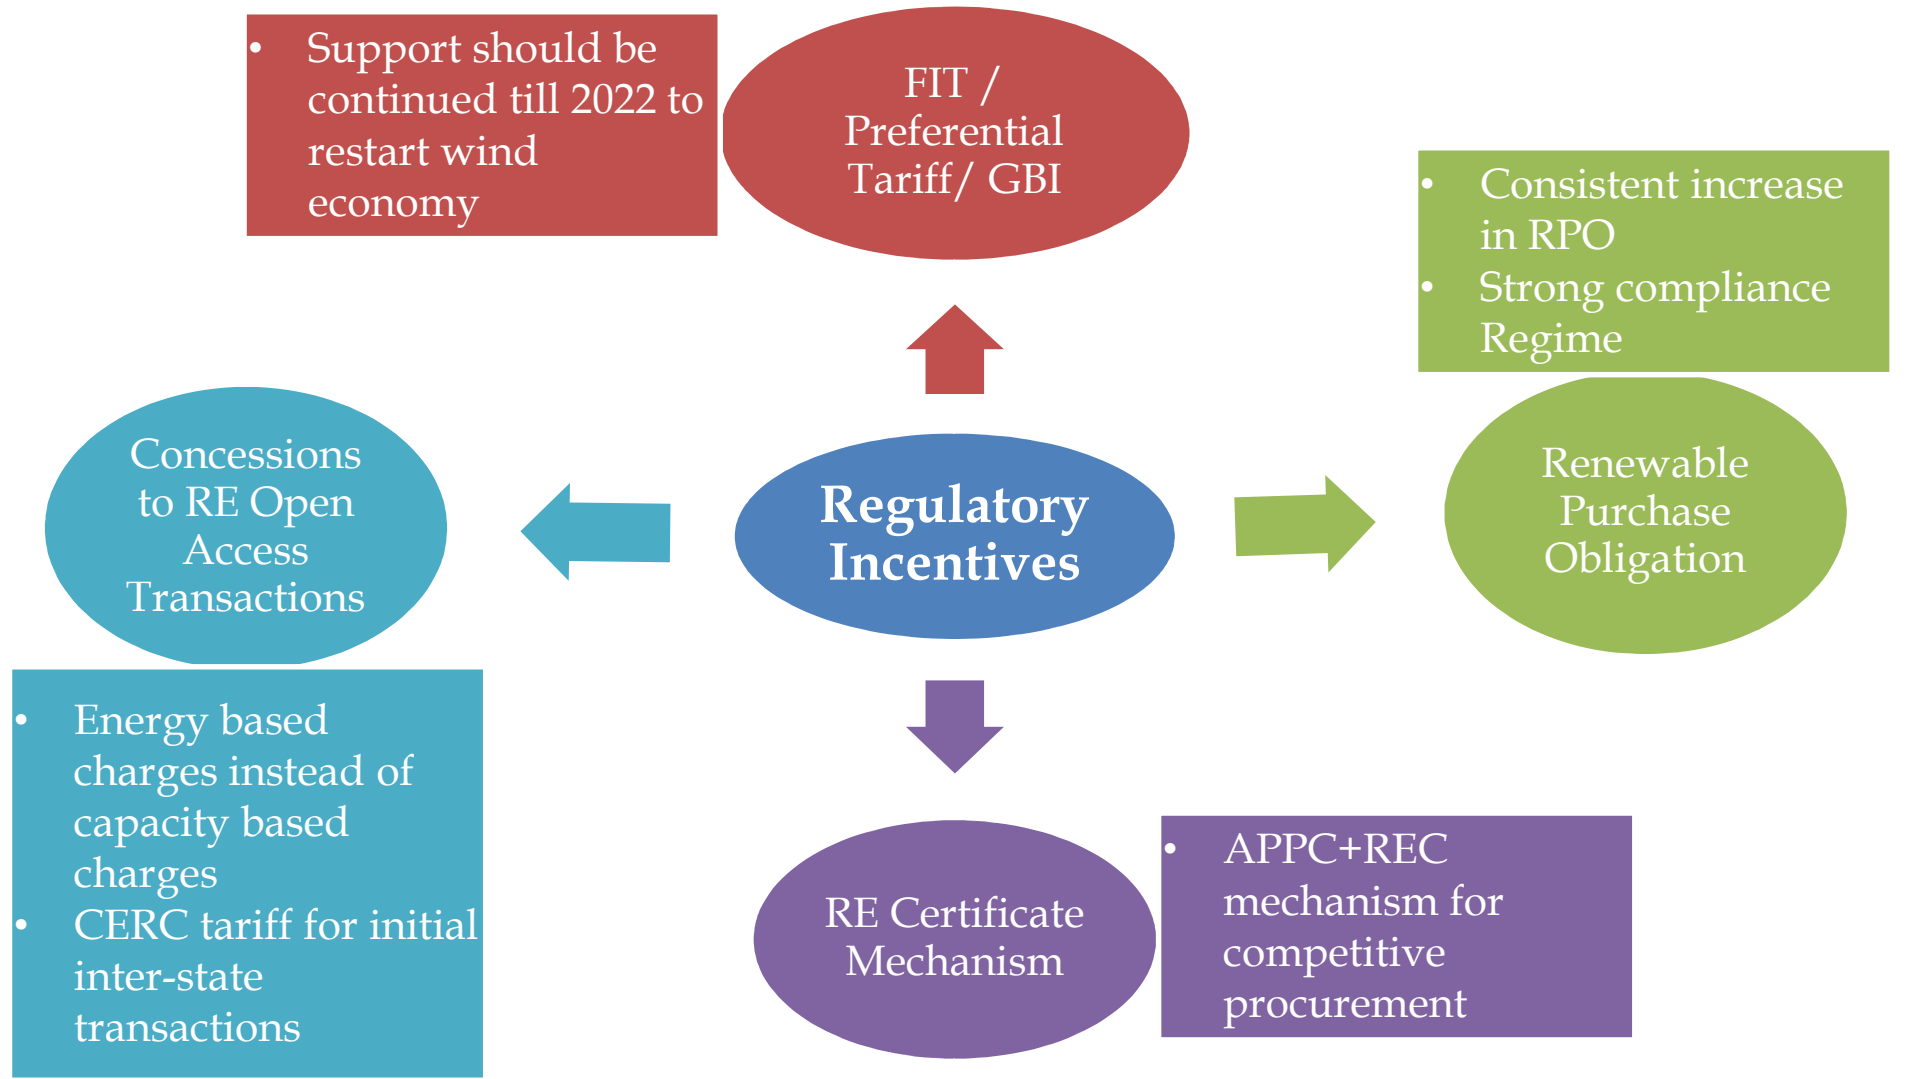 • Support should be
continued till 2022 to
restart wind
economy
FIT /
Preferential
Tariff/ GBI
• Consistent increase
in RPO
• Strong compliance
Regime
Renewable
Purchase
Obligation
Regulatory
Incentives
Concessions
to RE Open
Access
Transactions
• Energy based
charges instead of
capacity based
charges
• CERC tariff for initial
inter-state
transactions
RE Certificate
Mechanism
• APPC+REC
mechanism for
competitive
procurement